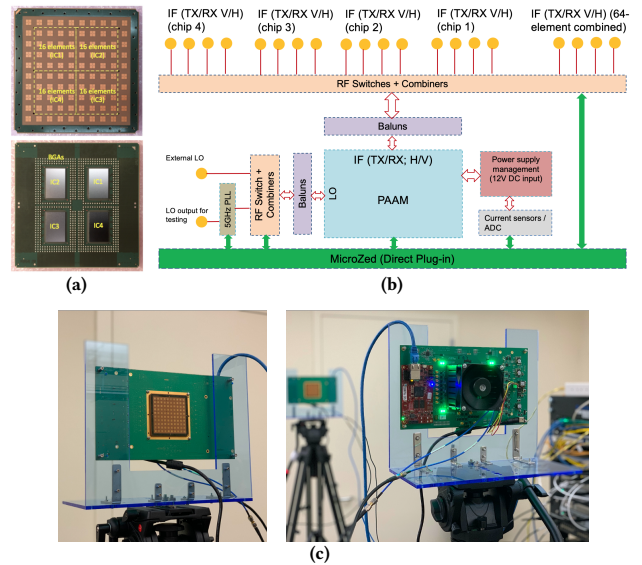 IF (TX/RX V/H)
(chip 4)
IF (TX/RX V/H)
(chip 3)
IF (TX/RX V/H)
(chip 2)
IF (TX/RX V/H)
(chip 1)
IF (TX/RX V/H) (64-
element combined)
16 elements
(IC1)
16 elements
(IC2)
16 elements
(IC4)
16 elements
(IC3)
RF Switches + Combiners
Baluns
BGAs
IC2
IC1
IC3
IC4
External LO
LO output for
testing
5GHz PLL
RF Switch +
Combiners
Baluns
LO
IF (TX/RX; H/V)
PAAM
Power supply
management
(12V DC input)
Current sensors /
ADC
MicroZed (Direct Plug-in)
(a)
(b)
(c)